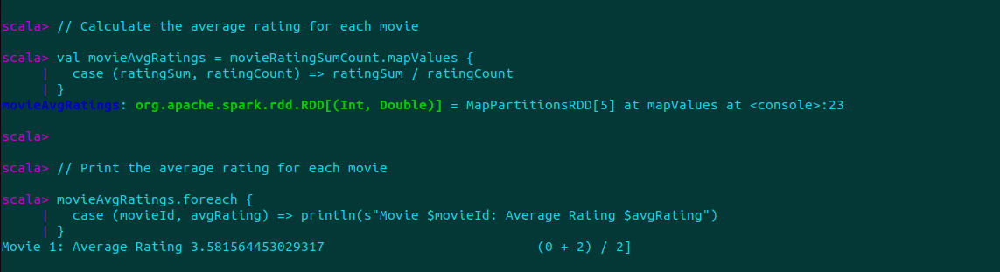 scala> // Calculate the average rating for each movie
scala> val movieAvgRatings = movieRatingSumCount.mapValues {
     |   case (ratingSum, ratingCount) => ratingSum / ratingCount
     | }
movieAvgRatings: org.apache.spark.rdd.RDD[(Int, Double)] = MapPartitionsRDD[5] at mapValues at <console>:23
scala>
scala> // Print the average rating for each movie
scala> movieAvgRatings.foreach {
     |   case (movieId, avgRating) => println(s"Movie $movieId: Average Rating $avgRating")
     | }
Movie 1: Average Rating 3.581564453029317                           (0 + 2) / 2]